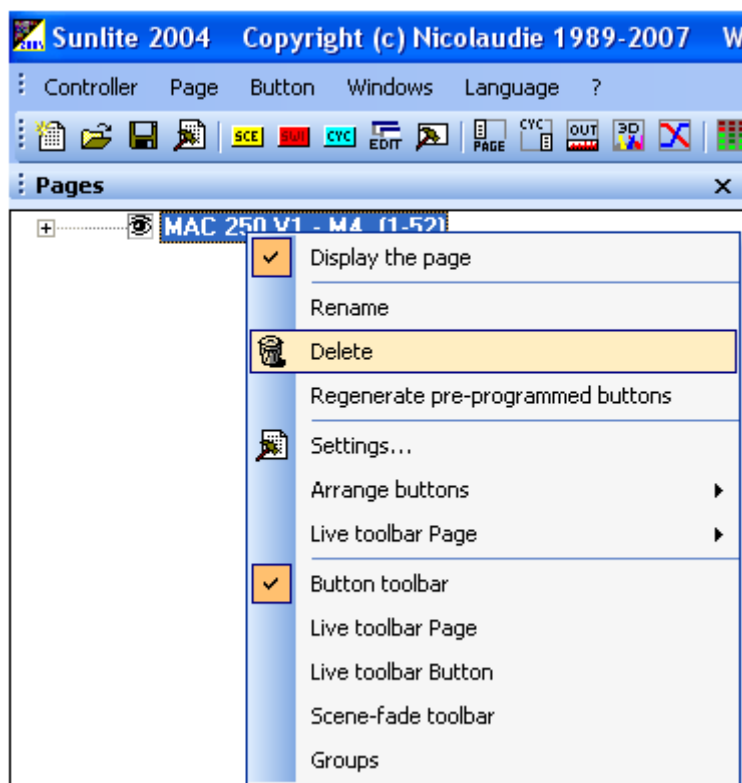 Sunlite 2004 Copyright (c) Nicolaudie 1989-2007 W
Controller Page Button Windows Language ?
SCE SWI CYC EDIT PAGE CYC OUT 3D
Pages
MAC 250 V1 - M4 (1-52)
Display the page
Rename
Delete
Regenerate pre-programmed buttons
Settings...
Arrange buttons
Live toolbar Page
Button toolbar
Live toolbar Page
Live toolbar Button
Scene-fade toolbar
Groups